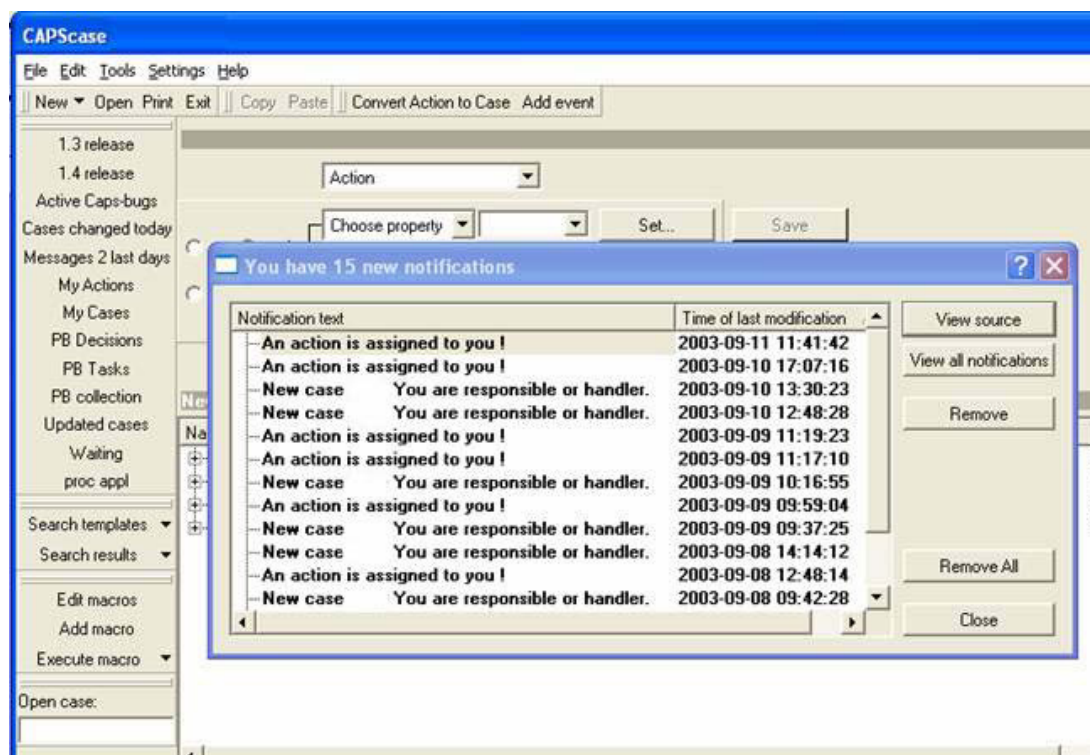 CAPScase
File Edit Tools Settings Help
New Open Print Exit Copy Paste Convert Action to Case Add event
1.3 release
1.4 release
Active Caps-bugs
Cases changed today
Messages 2 last days
My Actions
My Cases
PB Decisions
PB Tasks
PB collection
Updated cases
Waiting
proc appl
Search templates
Search results
Edit macros
Add macro
Execute macro
Open case:
Action
Choose property Set... Save
Ne
Na
You have 15 new notifications
Notification text Time of last modification
An action is assigned to you ! 2003-09-11 11:41:42
An action is assigned to you ! 2003-09-10 17:07:16
New case You are responsible or handler. 2003-09-10 13:30:23
New case You are responsible or handler. 2003-09-10 12:48:28
An action is assigned to you ! 2003-09-09 11:19:23
An action is assigned to you ! 2003-09-09 11:17:10
New case You are responsible or handler. 2003-09-09 10:16:55
An action is assigned to you ! 2003-09-09 09:59:04
New case You are responsible or handler. 2003-09-09 09:37:25
New case You are responsible or handler. 2003-09-08 14:14:12
An action is assigned to you ! 2003-09-08 12:48:14
New case You are responsible or handler. 2003-09-08 09:42:28
View source
View all notifications
Remove
Remove All
Close